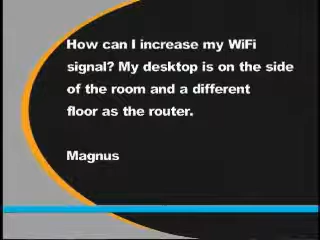 How can I increase my WiFi
signal? My desktop is on the side
of the room and a different
floor as the router.
Magnus